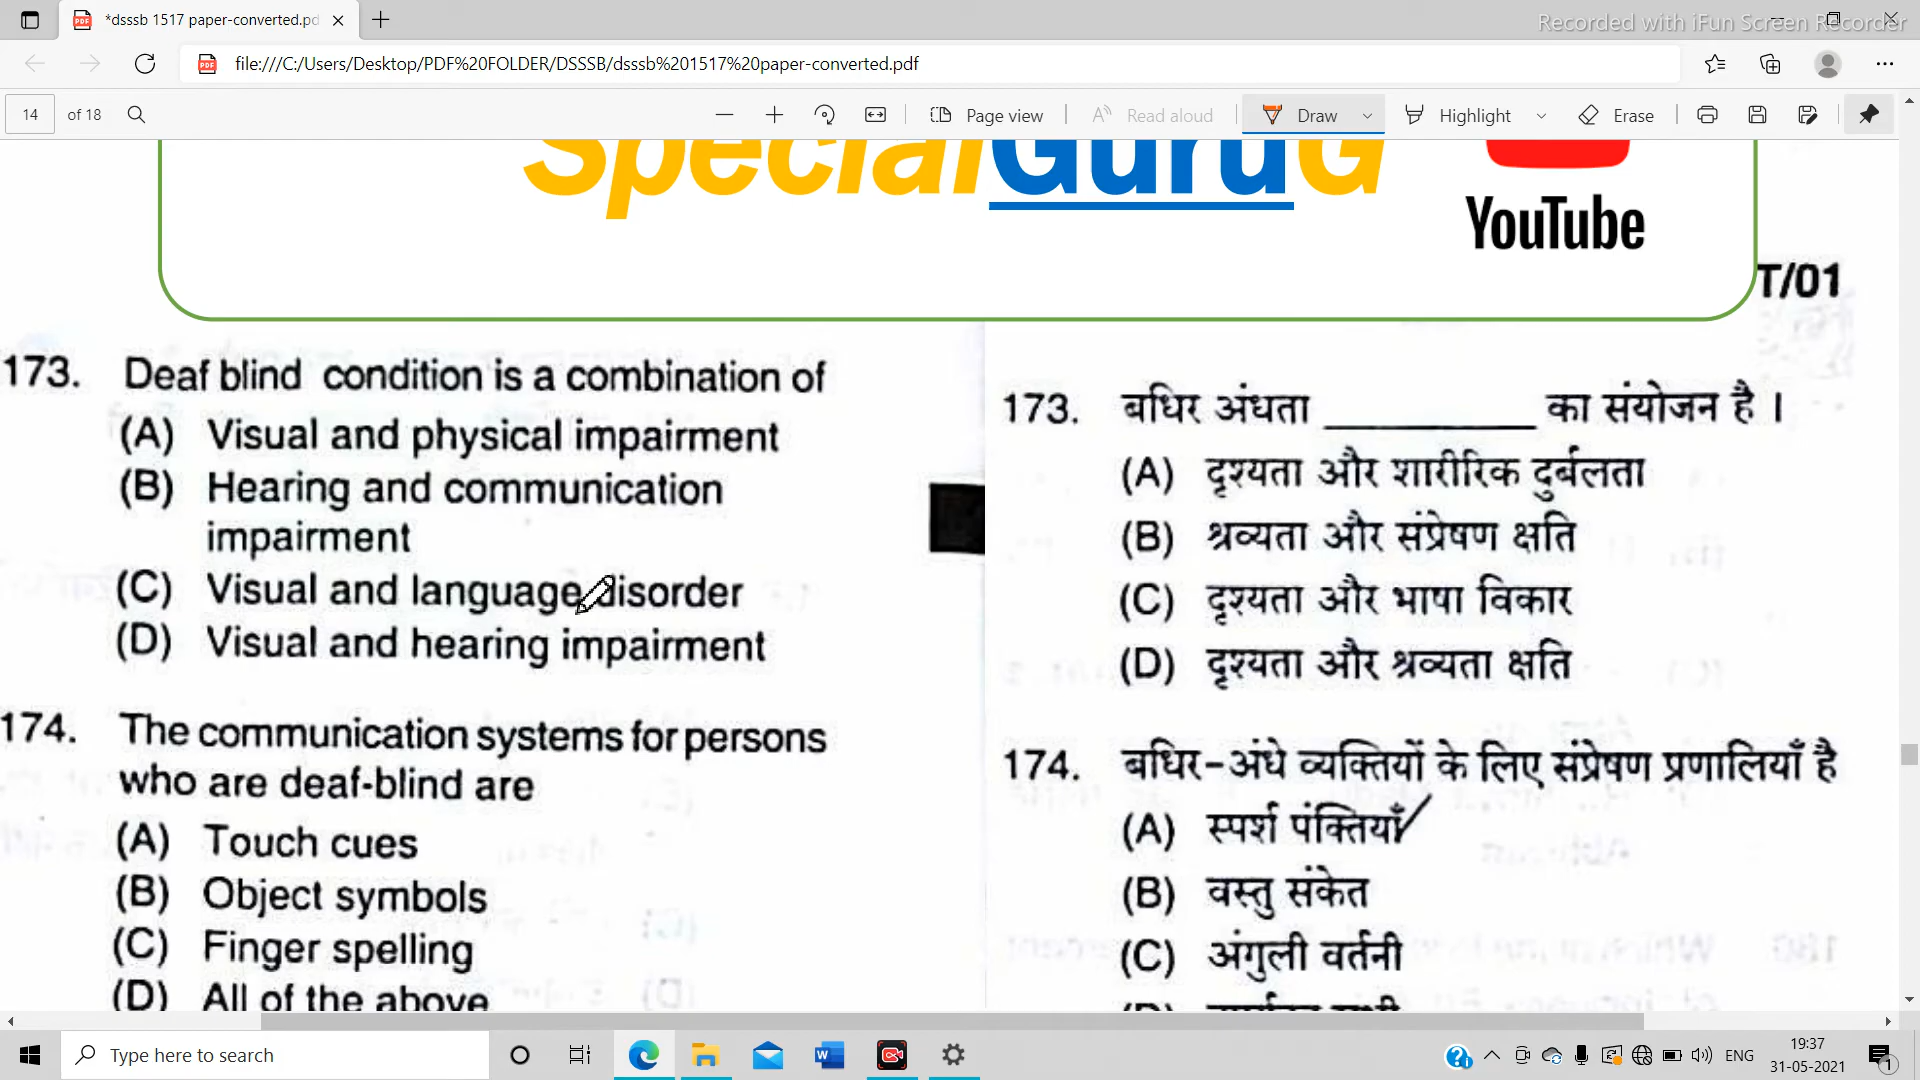 *dsssb 1517 paper-converted.pd
Recorded with iFun Screen Recorder
file:///C:/Users/Desktop/PDF%20FOLDER/DSSSB/dsssb%201517%20paper-converted.pdf
14 of 18
Page view
Read aloud
Draw
Highlight
Erase
SpecialGuruG
YouTube
T/01
173. Deaf blind condition is a combination of
(A) Visual and physical impairment
(B) Hearing and communication
impairment
(C) Visual and language disorder
(D) Visual and hearing impairment
174. The communication systems for persons
who are deaf-blind are
(A) Touch cues
(B) Object symbols
(C) Finger spelling
(D) All of the above
173. बधिर अंधता __________ का संयोजन है ।
(A) दृश्यता और शारीरिक दुर्बलता
(B) श्रव्यता और संप्रेषण क्षति
(C) दृश्यता और भाषा विकार
(D) दृश्यता और श्रव्यता क्षति
174. बधिर-अंधे व्यक्तियों के लिए संप्रेषण प्रणालियाँ है
(A) स्पर्श पंक्तियाँ
(B) वस्तु संकेत
(C) अंगुली वर्तनी
Type here to search
ENG
19:37
31-05-2021
1